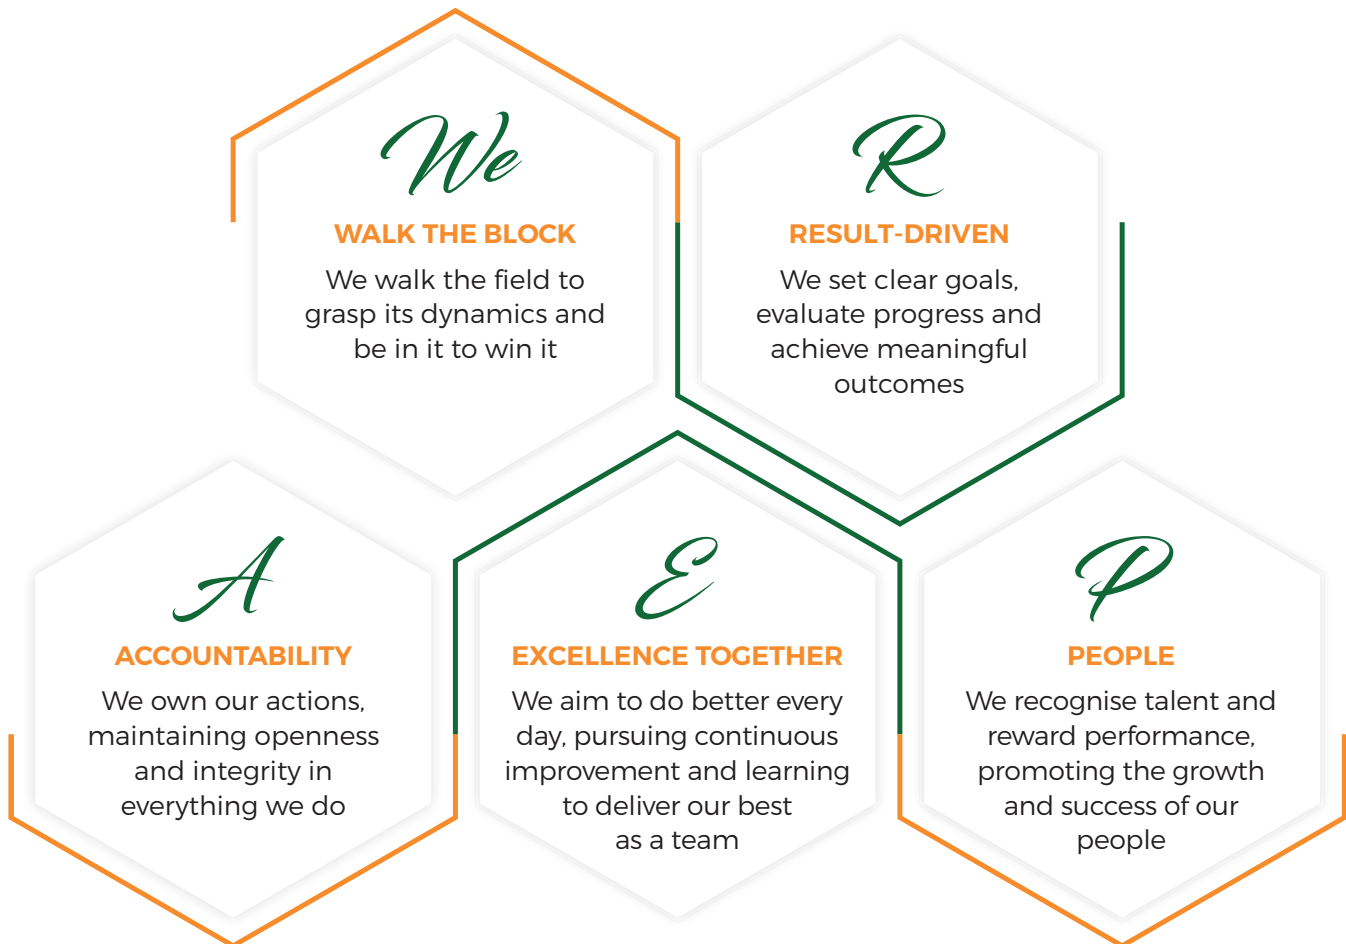 We
WALK THE BLOCK
We walk the field to
grasp its dynamics and
be in it to win it
R
RESULT-DRIVEN
We set clear goals,
evaluate progress and
achieve meaningful
outcomes
A
ACCOUNTABILITY
We own our actions,
maintaining openness
and integrity in
everything we do
E
EXCELLENCE TOGETHER
We aim to do better every
day, pursuing continuous
improvement and learning
to deliver our best
as a team
P
PEOPLE
We recognise talent and
reward performance,
promoting the growth
and success of our
people